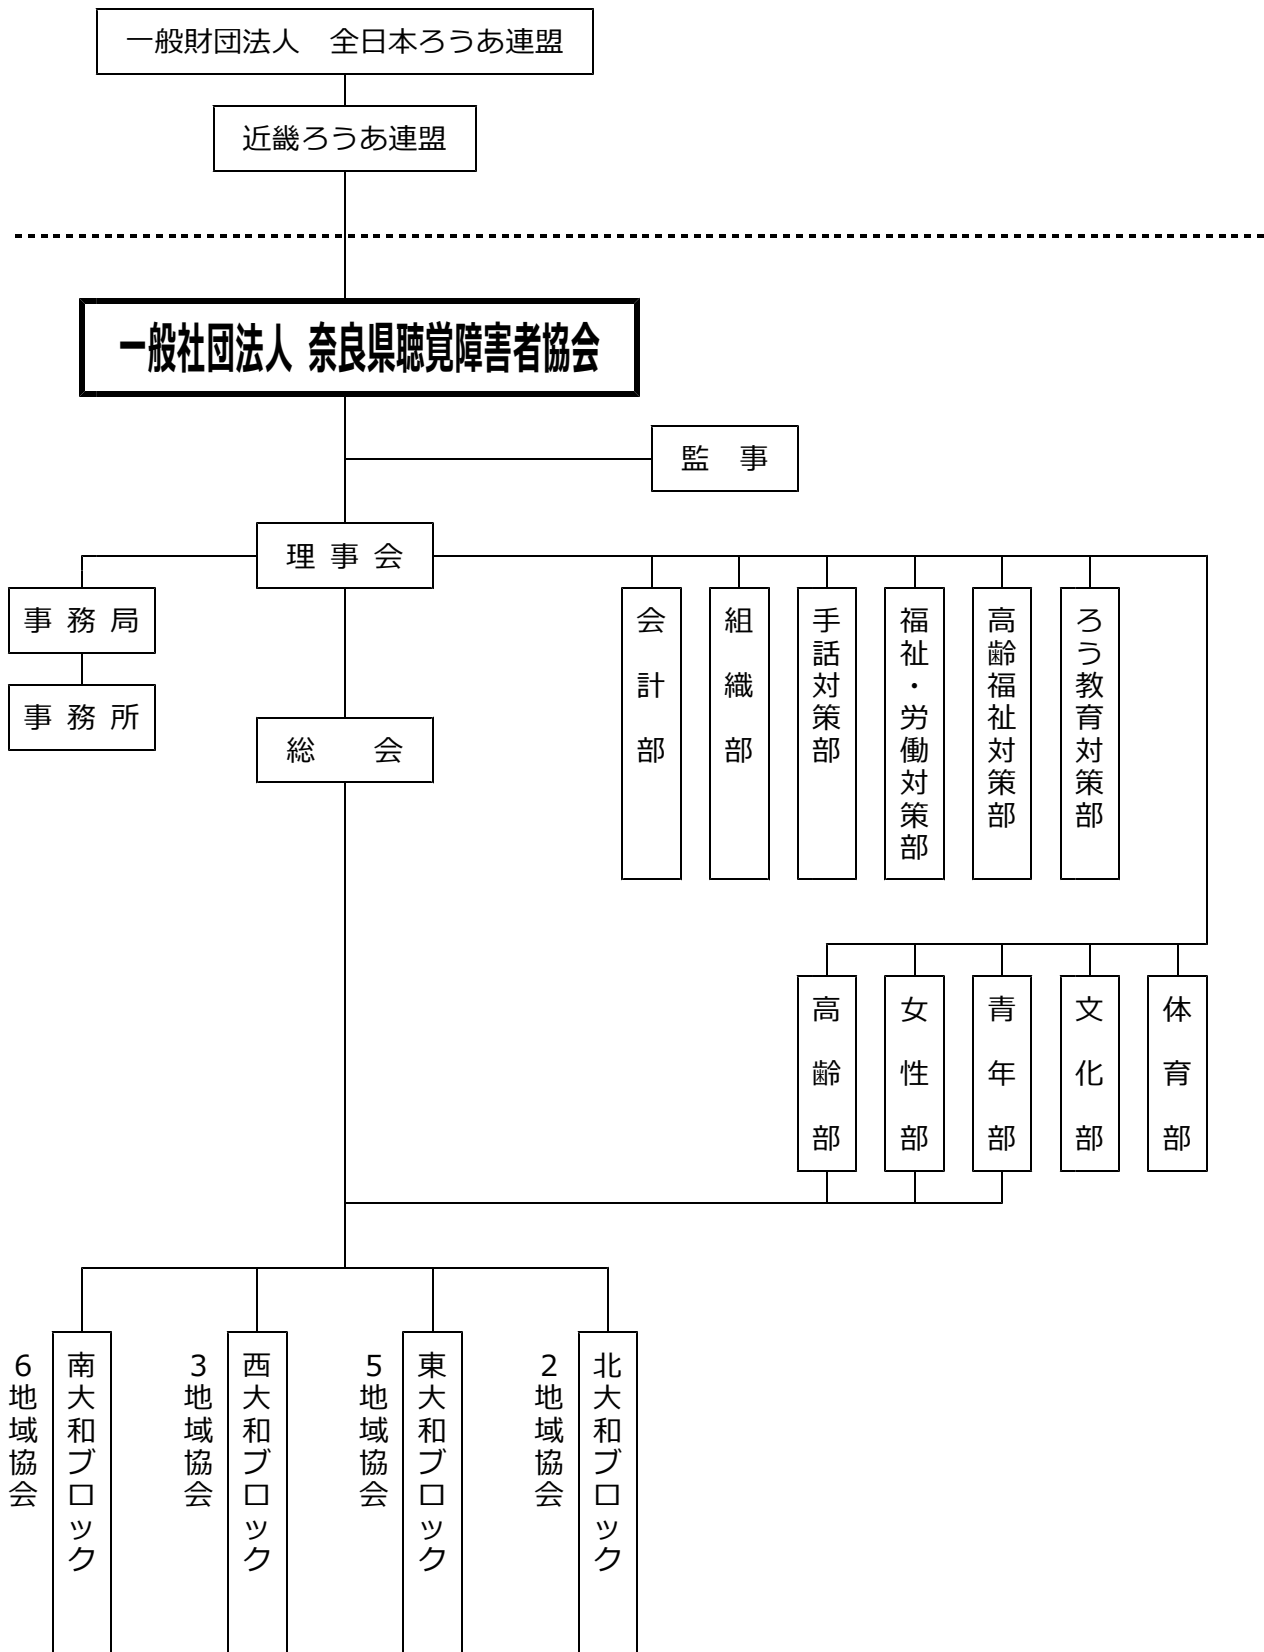 一般財団法人　全日本ろうあ連盟
近畿ろうあ連盟
一般社団法人 奈良県聴覚障害者協会
監　事
理 事 会
事 務 局
事 務 所
総　　会
会計部
組織部
手話対策部
福祉・労働対策部
高齢福祉対策部
ろう教育対策部
高齢部
女性部
青年部
文化部
体育部
6地域協会
南大和ブロック
3地域協会
西大和ブロック
5地域協会
東大和ブロック
2地域協会
北大和ブロック